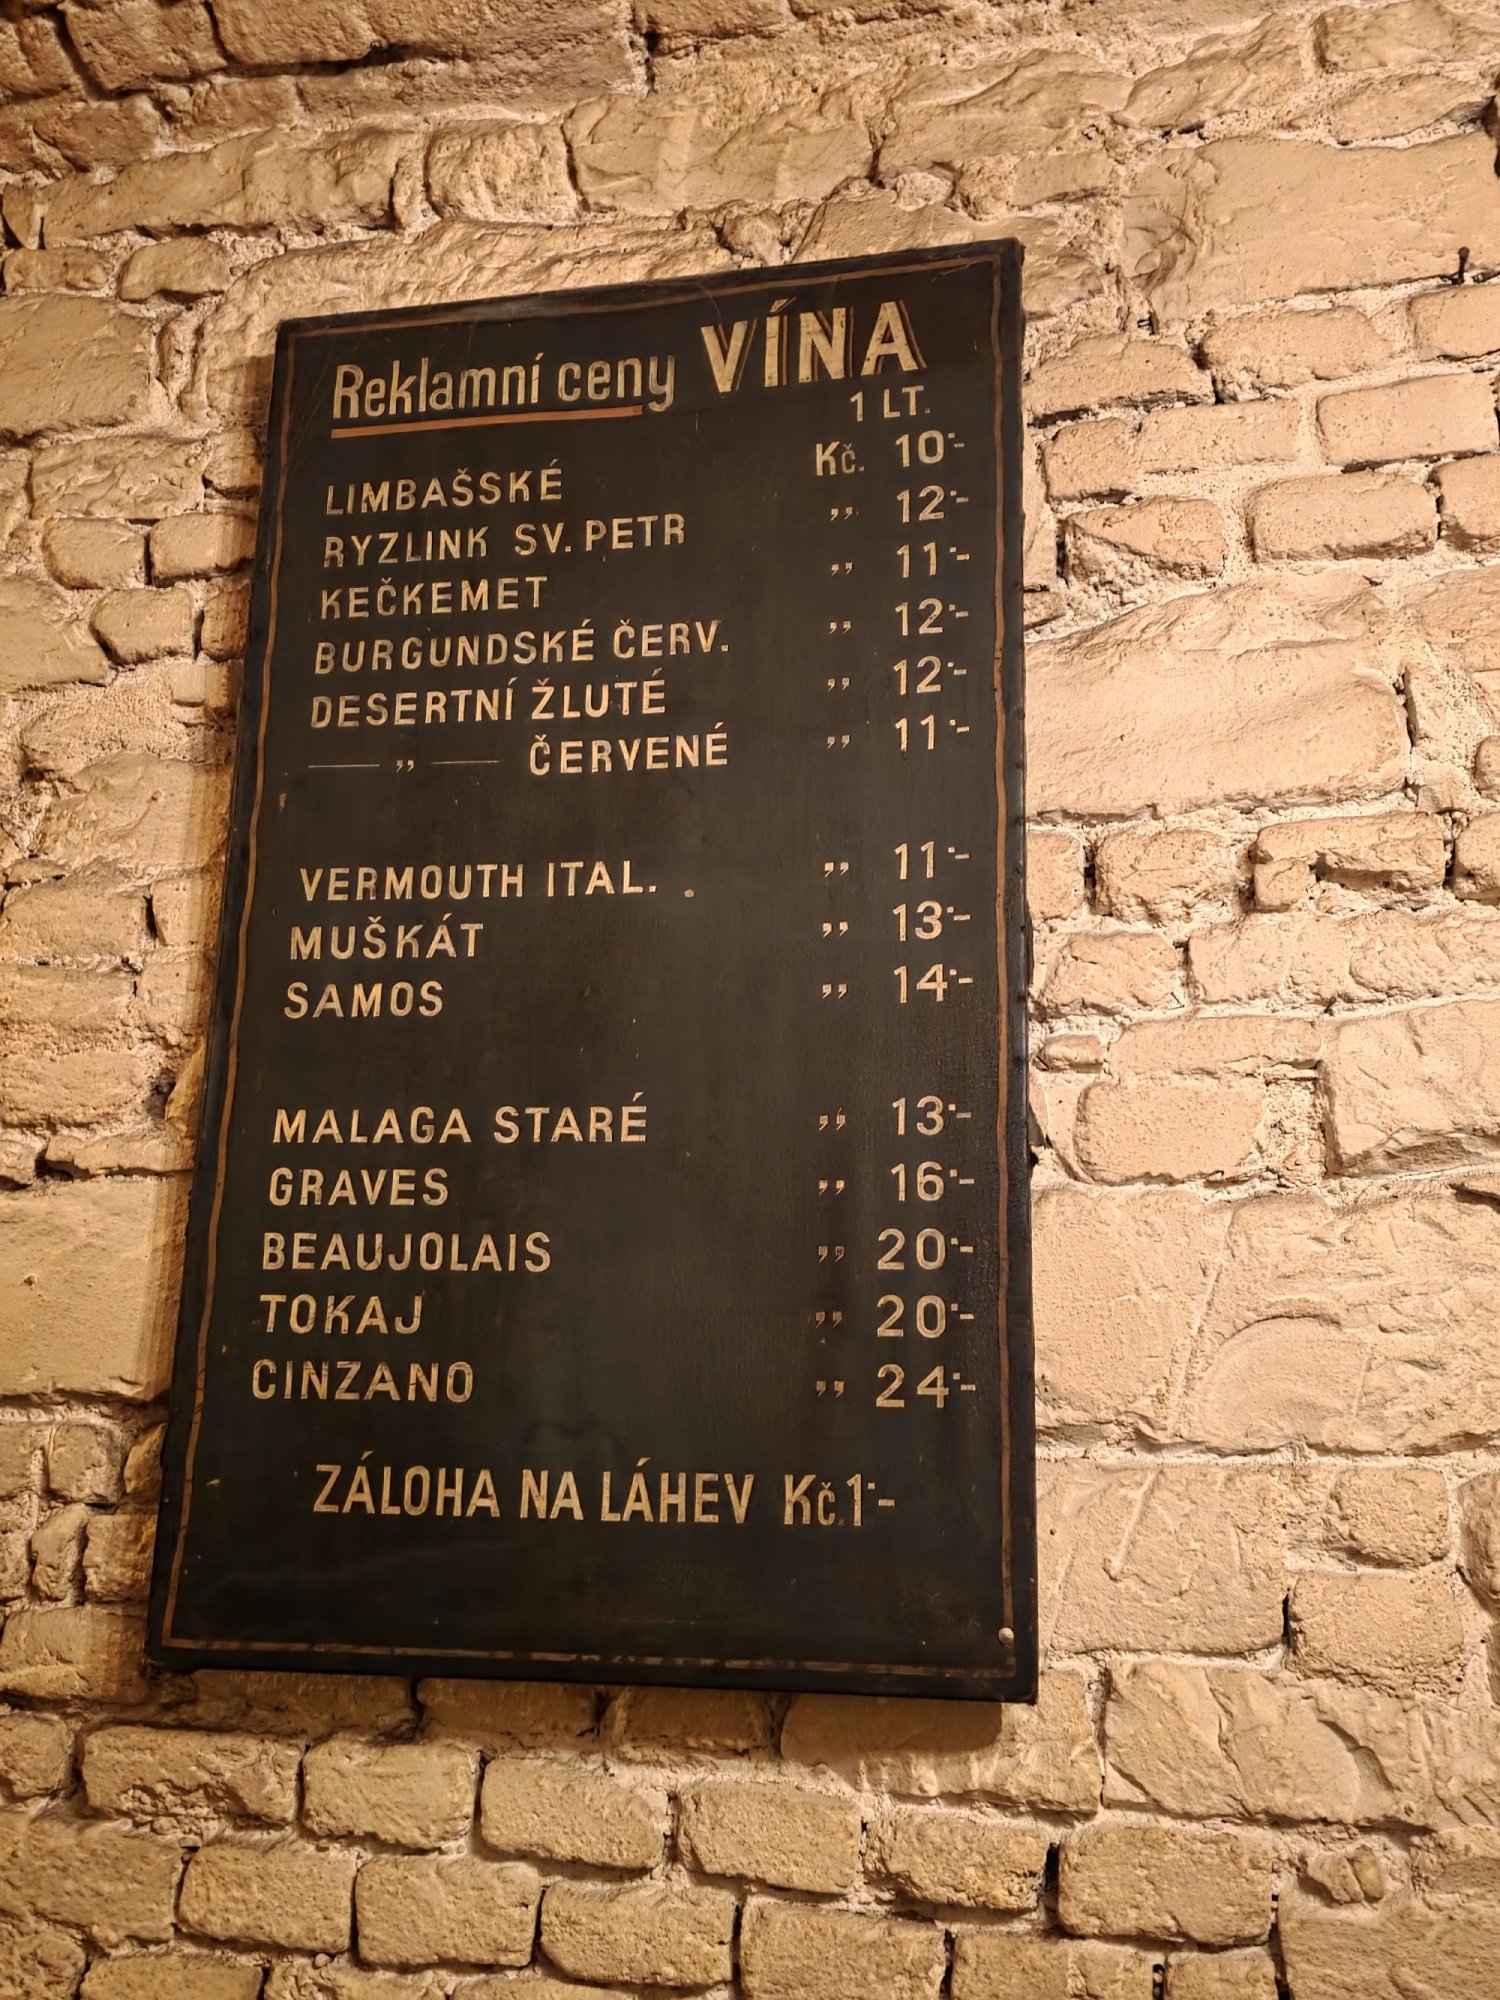 Reklamní ceny VÍNA
1 LT.
LIMBAŠSKÉ Kč. 10·-
RYZLINK SV. PETR „ 12·-
KEČKEMET „ 11·-
BURGUNDSKÉ ČERV. „ 12·-
DESERTNÍ ŽLUTÉ „ 12·-
— „ — ČERVENÉ „ 11·-
VERMOUTH ITAL. „ 11·-
MUŠKÁT „ 13·-
SAMOS „ 14·-
MALAGA STARÉ „ 13·-
GRAVES „ 16·-
BEAUJOLAIS „ 20·-
TOKAJ „ 20·-
CINZANO „ 24·-
ZÁLOHA NA LÁHEV Kč. 1·-